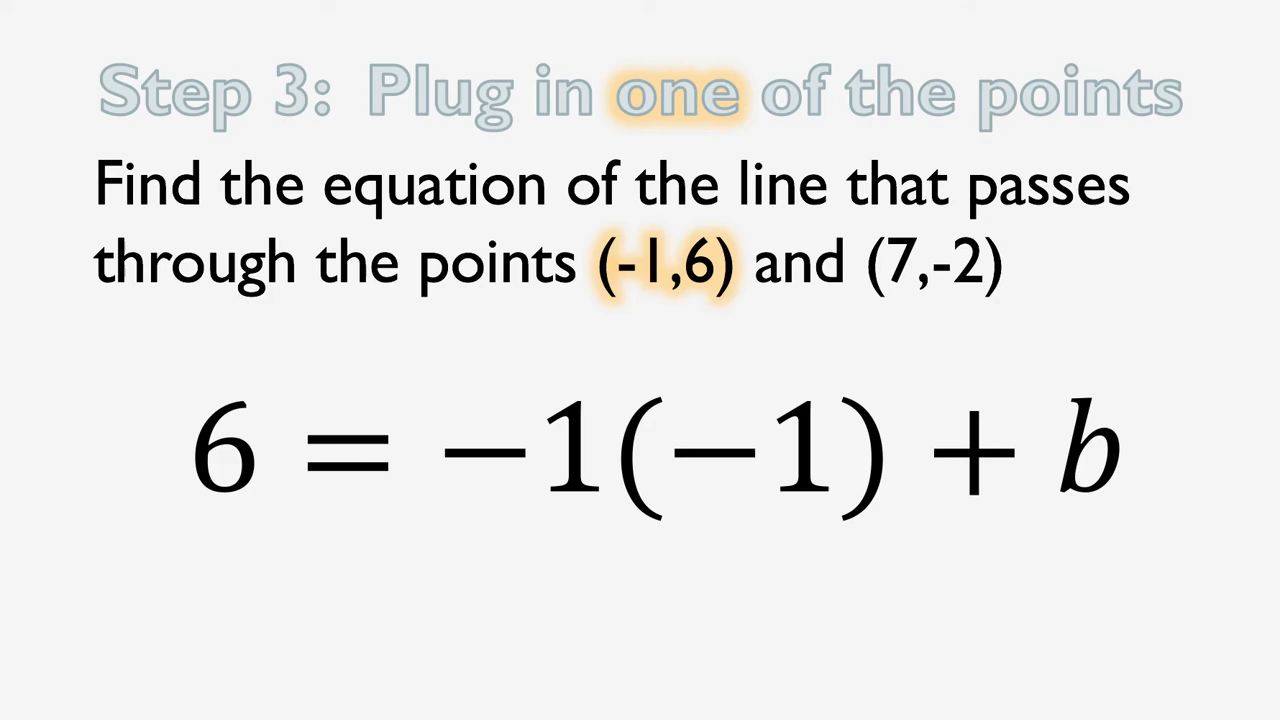 Step 3: Plug in one of the points
Find the equation of the line that passes
through the points (-1,6) and (7,-2)
6 = −1(−1) + b